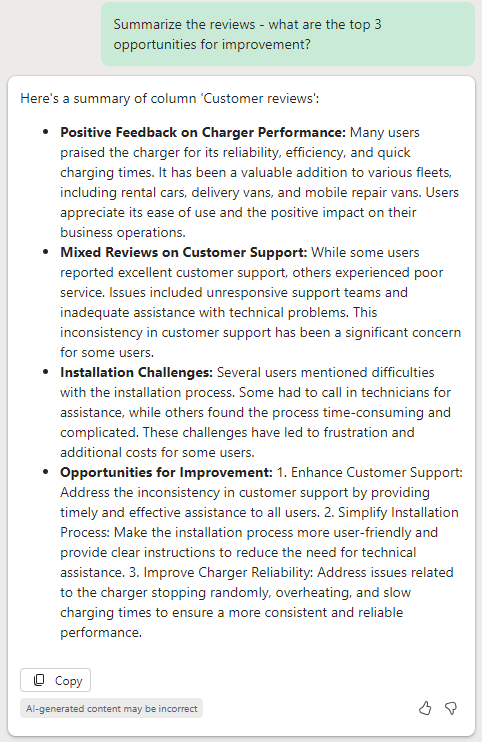 Summarize the reviews - what are the top 3
opportunities for improvement?
Here's a summary of column 'Customer reviews':
• Positive Feedback on Charger Performance: Many users
praised the charger for its reliability, efficiency, and quick
charging times. It has been a valuable addition to various fleets,
including rental cars, delivery vans, and mobile repair vans. Users
appreciate its ease of use and the positive impact on their
business operations.
• Mixed Reviews on Customer Support: While some users
reported excellent customer support, others experienced poor
service. Issues included unresponsive support teams and
inadequate assistance with technical problems. This
inconsistency in customer support has been a significant concern
for some users.
• Installation Challenges: Several users mentioned difficulties
with the installation process. Some had to call in technicians for
assistance, while others found the process time-consuming and
complicated. These challenges have led to frustration and
additional costs for some users.
• Opportunities for Improvement: 1. Enhance Customer Support:
Address the inconsistency in customer support by providing
timely and effective assistance to all users. 2. Simplify Installation
Process: Make the installation process more user-friendly and
provide clear instructions to reduce the need for technical
assistance. 3. Improve Charger Reliability: Address issues related
to the charger stopping randomly, overheating, and slow
charging times to ensure a more consistent and reliable
performance.
Copy
AI-generated content may be incorrect